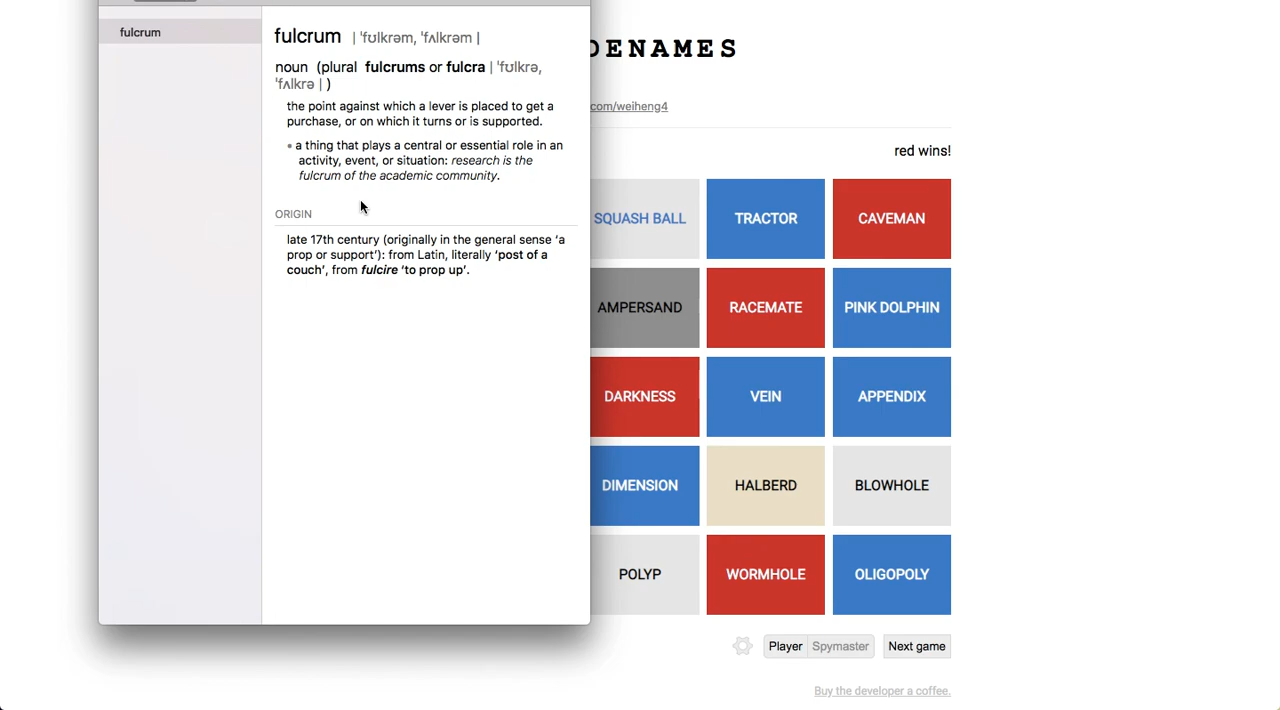 fulcrum
fulcrum | ˈfʊlkrəm, ˈfʌlkrəm |
noun (plural fulcrums or fulcra | ˈfʊlkrə,
ˈfʌlkrə | )
the point against which a lever is placed to get a
purchase, or on which it turns or is supported.
• a thing that plays a central or essential role in an
activity, event, or situation: research is the
fulcrum of the academic community.
ORIGIN
late 17th century (originally in the general sense ‘a
prop or support’): from Latin, literally ‘post of a
couch’, from fulcire ‘to prop up’.
DENAMES
com/weiheng4
red wins!
SQUASH BALL TRACTOR CAVEMAN
AMPERSAND RACEMATE PINK DOLPHIN
DARKNESS VEIN APPENDIX
DIMENSION HALBERD BLOWHOLE
POLYP WORMHOLE OLIGOPOLY
Player Spymaster Next game
Buy the developer a coffee.